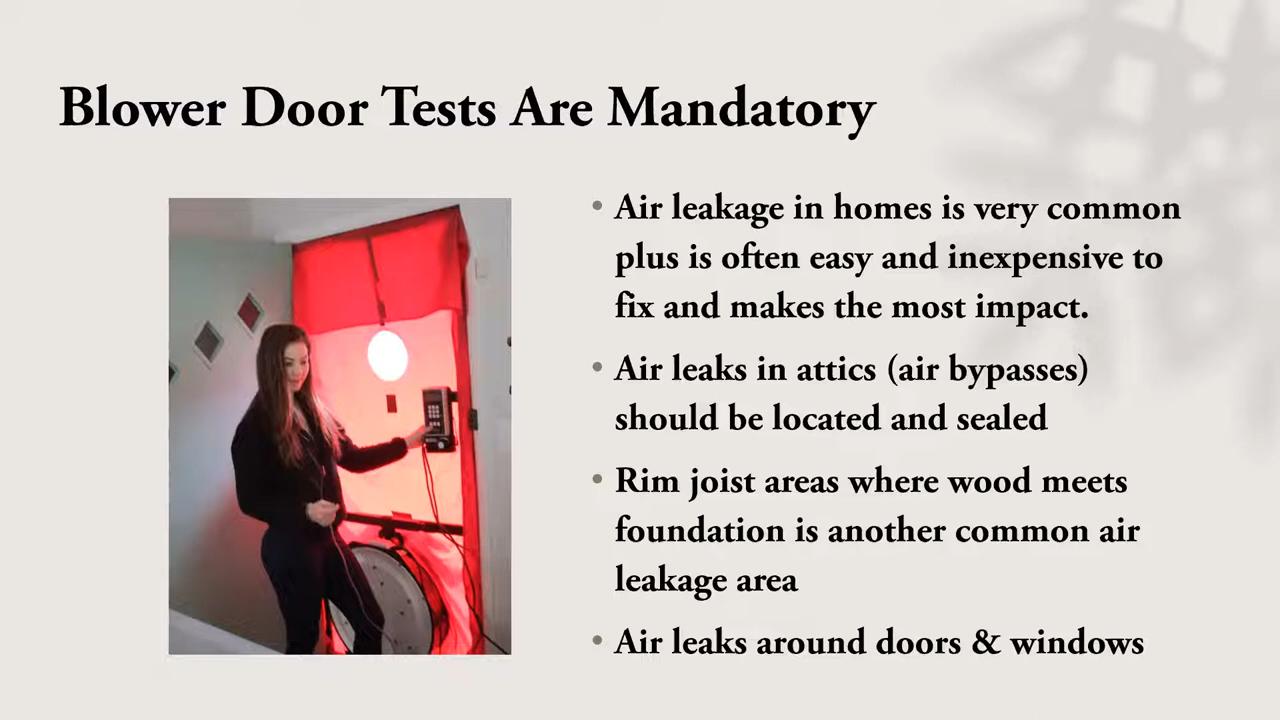 Blower Door Tests Are Mandatory
• Air leakage in homes is very common
plus is often easy and inexpensive to
fix and makes the most impact.
• Air leaks in attics (air bypasses)
should be located and sealed
• Rim joist areas where wood meets
foundation is another common air
leakage area
• Air leaks around doors & windows